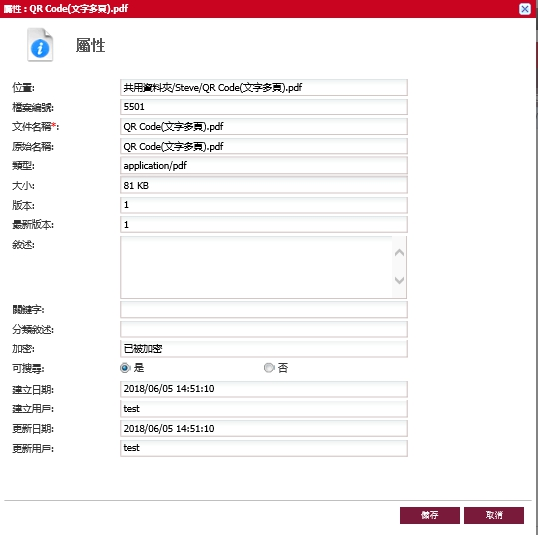 屬性：QR Code(文字多頁).pdf
屬性
位置: 共用資料夾/Steve/QR Code(文字多頁).pdf
檔案編號: 5501
文件名稱*: QR Code(文字多頁).pdf
原始名稱: QR Code(文字多頁).pdf
類型: application/pdf
大小: 81 KB
版本: 1
最新版本: 1
敘述:
關鍵字:
分類敘述:
加密: 已被加密
可搜尋: 是 否
建立日期: 2018/06/05 14:51:10
建立用戶: test
更新日期: 2018/06/05 14:51:10
更新用戶: test
儲存 取消